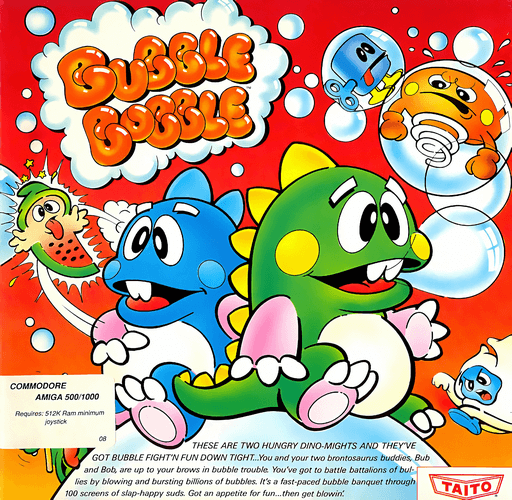 BUBBLE
BOBBLE
TM
COMMODORE
AMIGA 500/1000
Requires: 512K Ram minimum
joystick
08
THESE ARE TWO HUNGRY DINO-MIGHTS AND THEY'VE
GOT BUBBLE FIGHT'N FUN DOWN TIGHT...You and your two brontosaurus buddies, Bub
and Bob, are up to your brows in bubble trouble. You've got to battle battalions of bul-
lies by blowing and bursting billions of bubbles. It's a fast-paced bubble banquet through
100 screens of slap-happy suds. Got an appetite for fun...then get blowin'.
TAITO